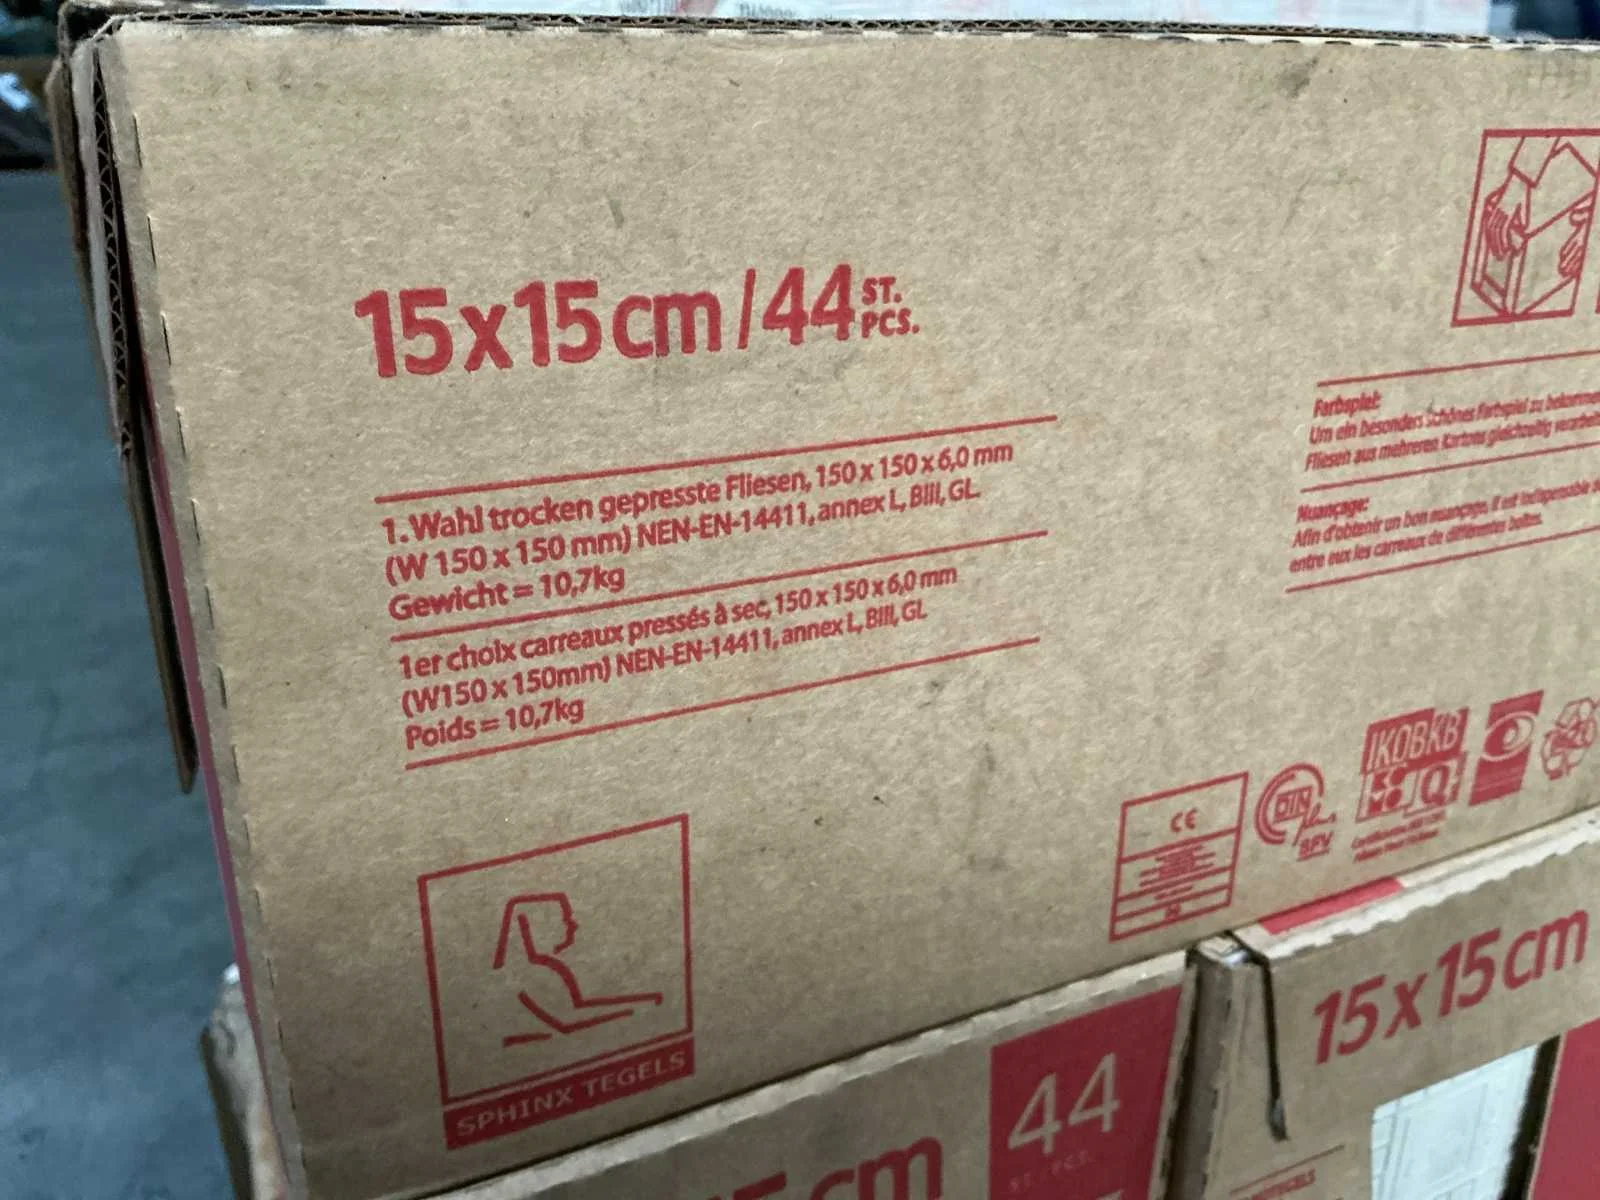 15x15cm/44 ST. PCS.
1. Wahl trocken gepresste Fliesen, 150 x 150 x 6,0 mm
(W 150 x 150 mm) NEN-EN-14411, annex L, BIII, GL
Gewicht = 10,7kg
1er choix carreaux pressés à sec, 150 x 150 x 6,0 mm
(W150 x 150mm) NEN-EN-14411, annex L, BIII, GL
Poids = 10,7kg
Farbspiel:
Um ein besonders schönes Farbspiel zu
Fliesen aus mehreren Kartons gleichzeitig
Nuançage:
Afin d'obtenir un bon nuançage, il est indispensable
entre eux les carreaux de différentes boîtes.
CE
DIN
IKOBKB
SPHINX TEGELS
15x15cm
44
ST. PCS.
cm